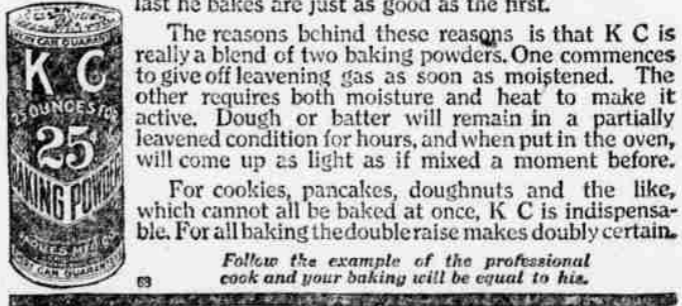 last he bakes are just as good as the first.
The reasons behind these reasons is that K C is
really a blend of two baking powders. One commences
to give off leavening gas as soon as moistened. The
other requires both moisture and heat to make it
active. Dough or batter will remain in a partially
leavened condition for hours, and when put in the oven,
will come up as light as if mixed a moment before.
For cookies, pancakes, doughnuts and the like,
which cannot all be baked at once, K C is indispensa-
ble. For all baking the double raise makes doubly certain.
Follow the example of the professional
cook and your baking will be equal to his.
K C
25 OUNCES FOR
25¢
BAKING POWDER